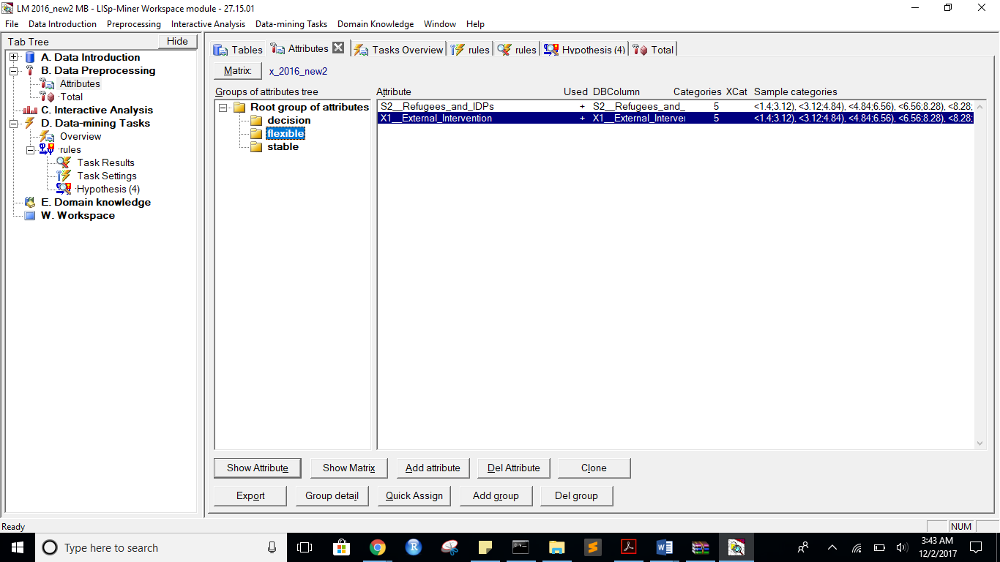 LM 2016_new2 MB - LISp-Miner Workspace module - 27.15.01
File Data Introduction Preprocessing Interactive Analysis Data-mining Tasks Domain Knowledge Window Help
Tab Tree Hide
A. Data Introduction
B. Data Preprocessing
Attributes
Total
C. Interactive Analysis
D. Data-mining Tasks
Overview
rules
Task Results
Task Settings
Hypothesis (4)
E. Domain knowledge
W. Workspace
Tables Attributes Tasks Overview rules rules Hypothesis (4) Total
Matrix: x_2016_new2
Groups of attributes tree
Root group of attributes
decision
flexible
stable
Attribute Used DBColumn Categories XCat Sample categories
S2__Refugees_and_IDPs + S2__Refugees_and_ 5 <1.4;3.12), <3.12;4.84), <4.84;6.56), <6.56;8.28), <8.28;
X1__External_Intervention + X1__External_Interver 5 <1.4;3.12), <3.12;4.84), <4.84;6.56), <6.56;8.28), <8.28;
Show Attribute Show Matrix Add attribute Del Attribute Clone
Export Group detail Quick Assign Add group Del group
Ready NUM
Type here to search
3:43 AM
12/2/2017